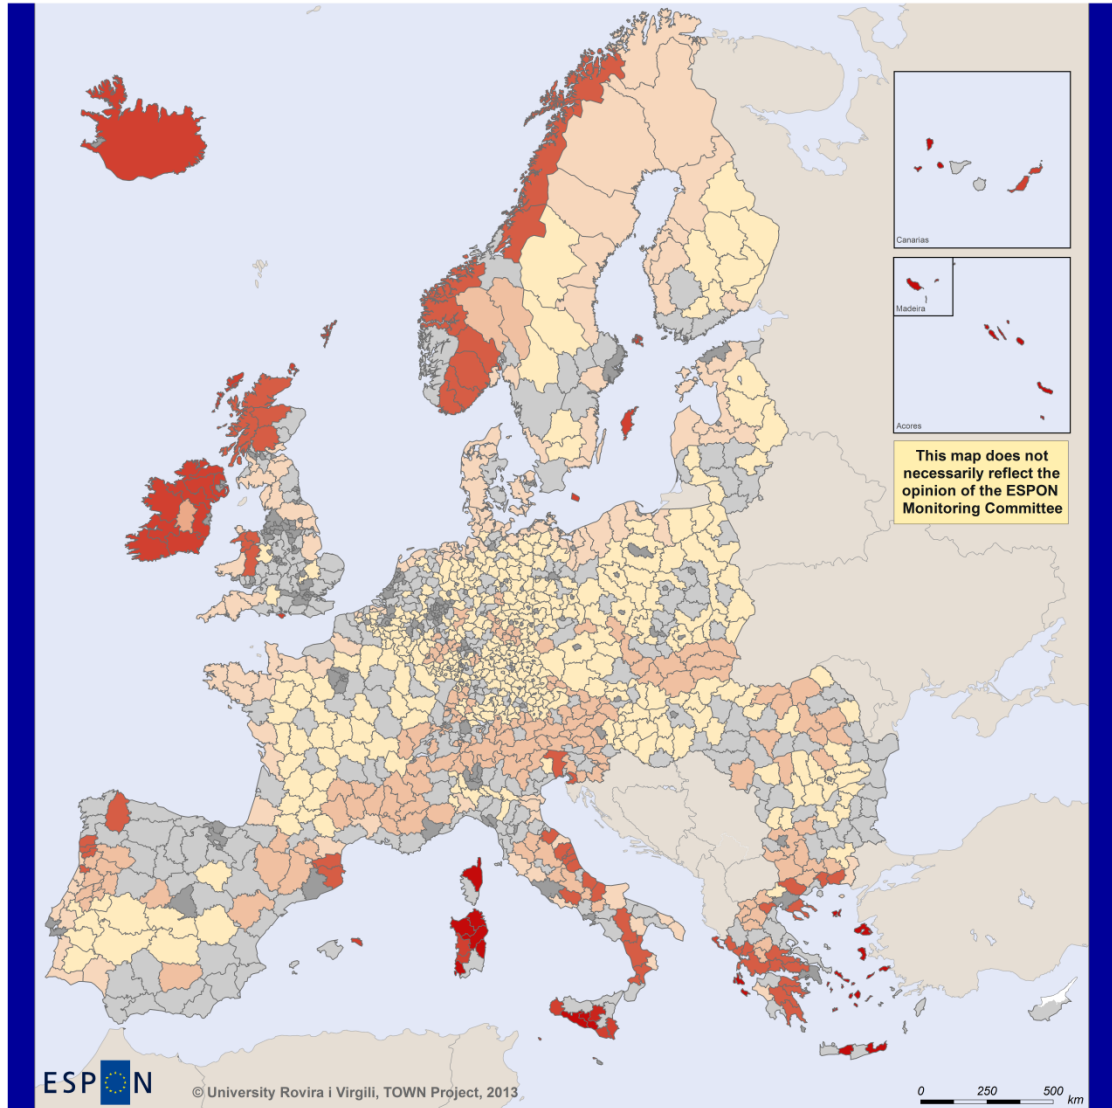 Canarias
Madeira
Acores
This map does not
necessarily reflect the
opinion of the ESPON
Monitoring Committee
ESPON
© University Rovira i Virgili, TOWN Project, 2013
0 250 500
km